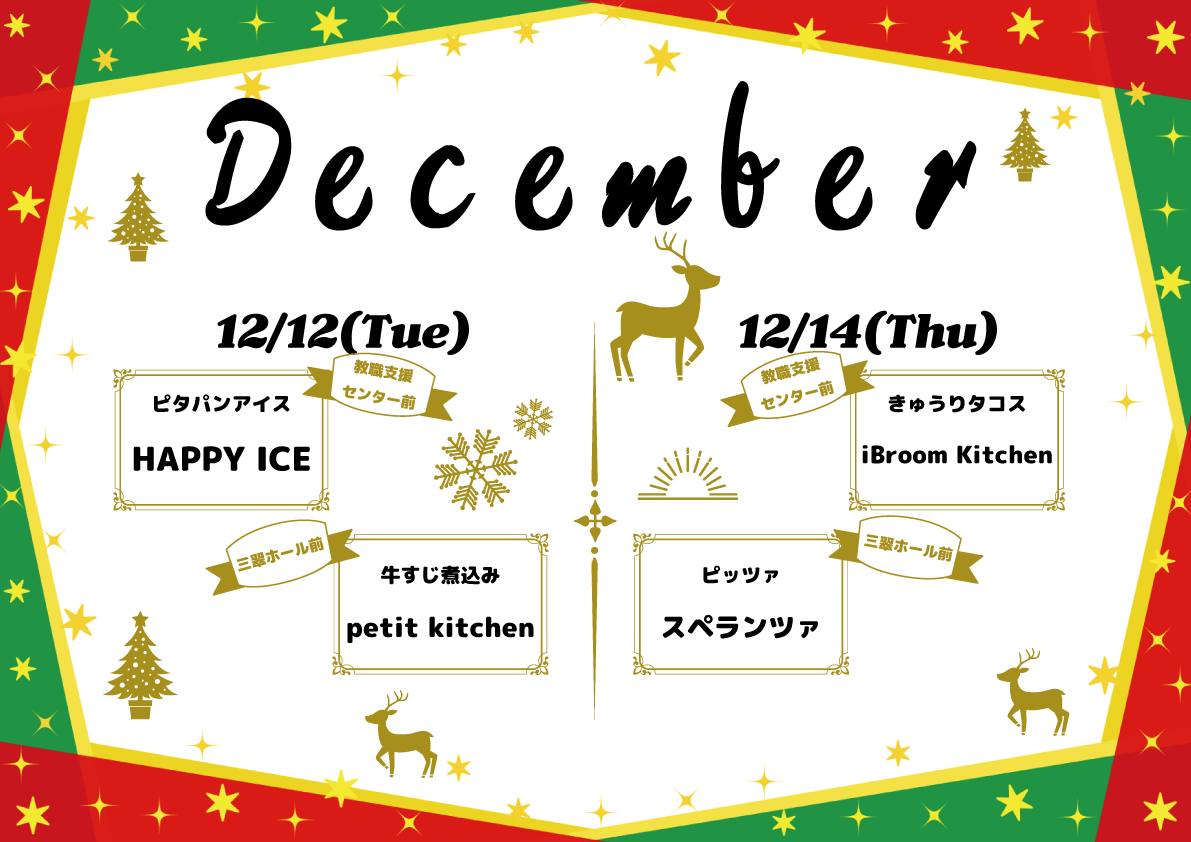 December
12/12(Tue)
教職支援
センター前
ピタパンアイス
HAPPY ICE
三翠ホール前
牛すじ煮込み
petit kitchen
12/14(Thu)
教職支援
センター前
きゅうりタコス
iBroom Kitchen
三翠ホール前
ピッツァ
スペランツァ